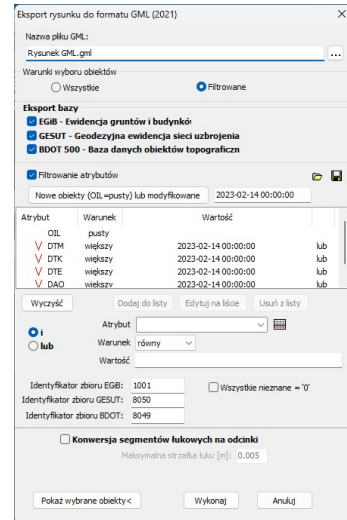 Eksport rysunku do formatu GML (2021)
Nazwa pliku GML:
Rysunek GML.gml
...
Warunki wyboru obiektów
Wszystkie Filtrowane
Eksport bazy
EGiB - Ewidencja gruntów i budynków
GESUT - Geodezyjna ewidencja sieci uzbrojenia
BDOT 500 - Baza danych obiektów topograficzn
Filtrowanie atrybutów
Nowe obiekty (OIL=pusty) lub modyfikowane 2023-02-14 00:00:00
Atrybut Warunek Wartość
OIL pusty
V DTM większy 2023-02-14 00:00:00 lub
V DTK większy 2023-02-14 00:00:00 lub
V DTE większy 2023-02-14 00:00:00 lub
V DAO większy 2023-02-14 00:00:00 lub
Wyczyść Dodaj do listy Edytuj na liście Usuń z listy
i
lub
Atrybut
Warunek równy
Wartość
Identyfikator zbioru EGiB: 1001 Wszystkie nieznane = '0'
Identyfikator zbioru GESUT: 8050
Identyfikator zbioru BDOT: 8049
Konwersja segmentów łukowych na odcinki
Maksymalna strzałka łuku [m]: 0.005
Pokaż wybrane obiekty< Wykonaj Anuluj